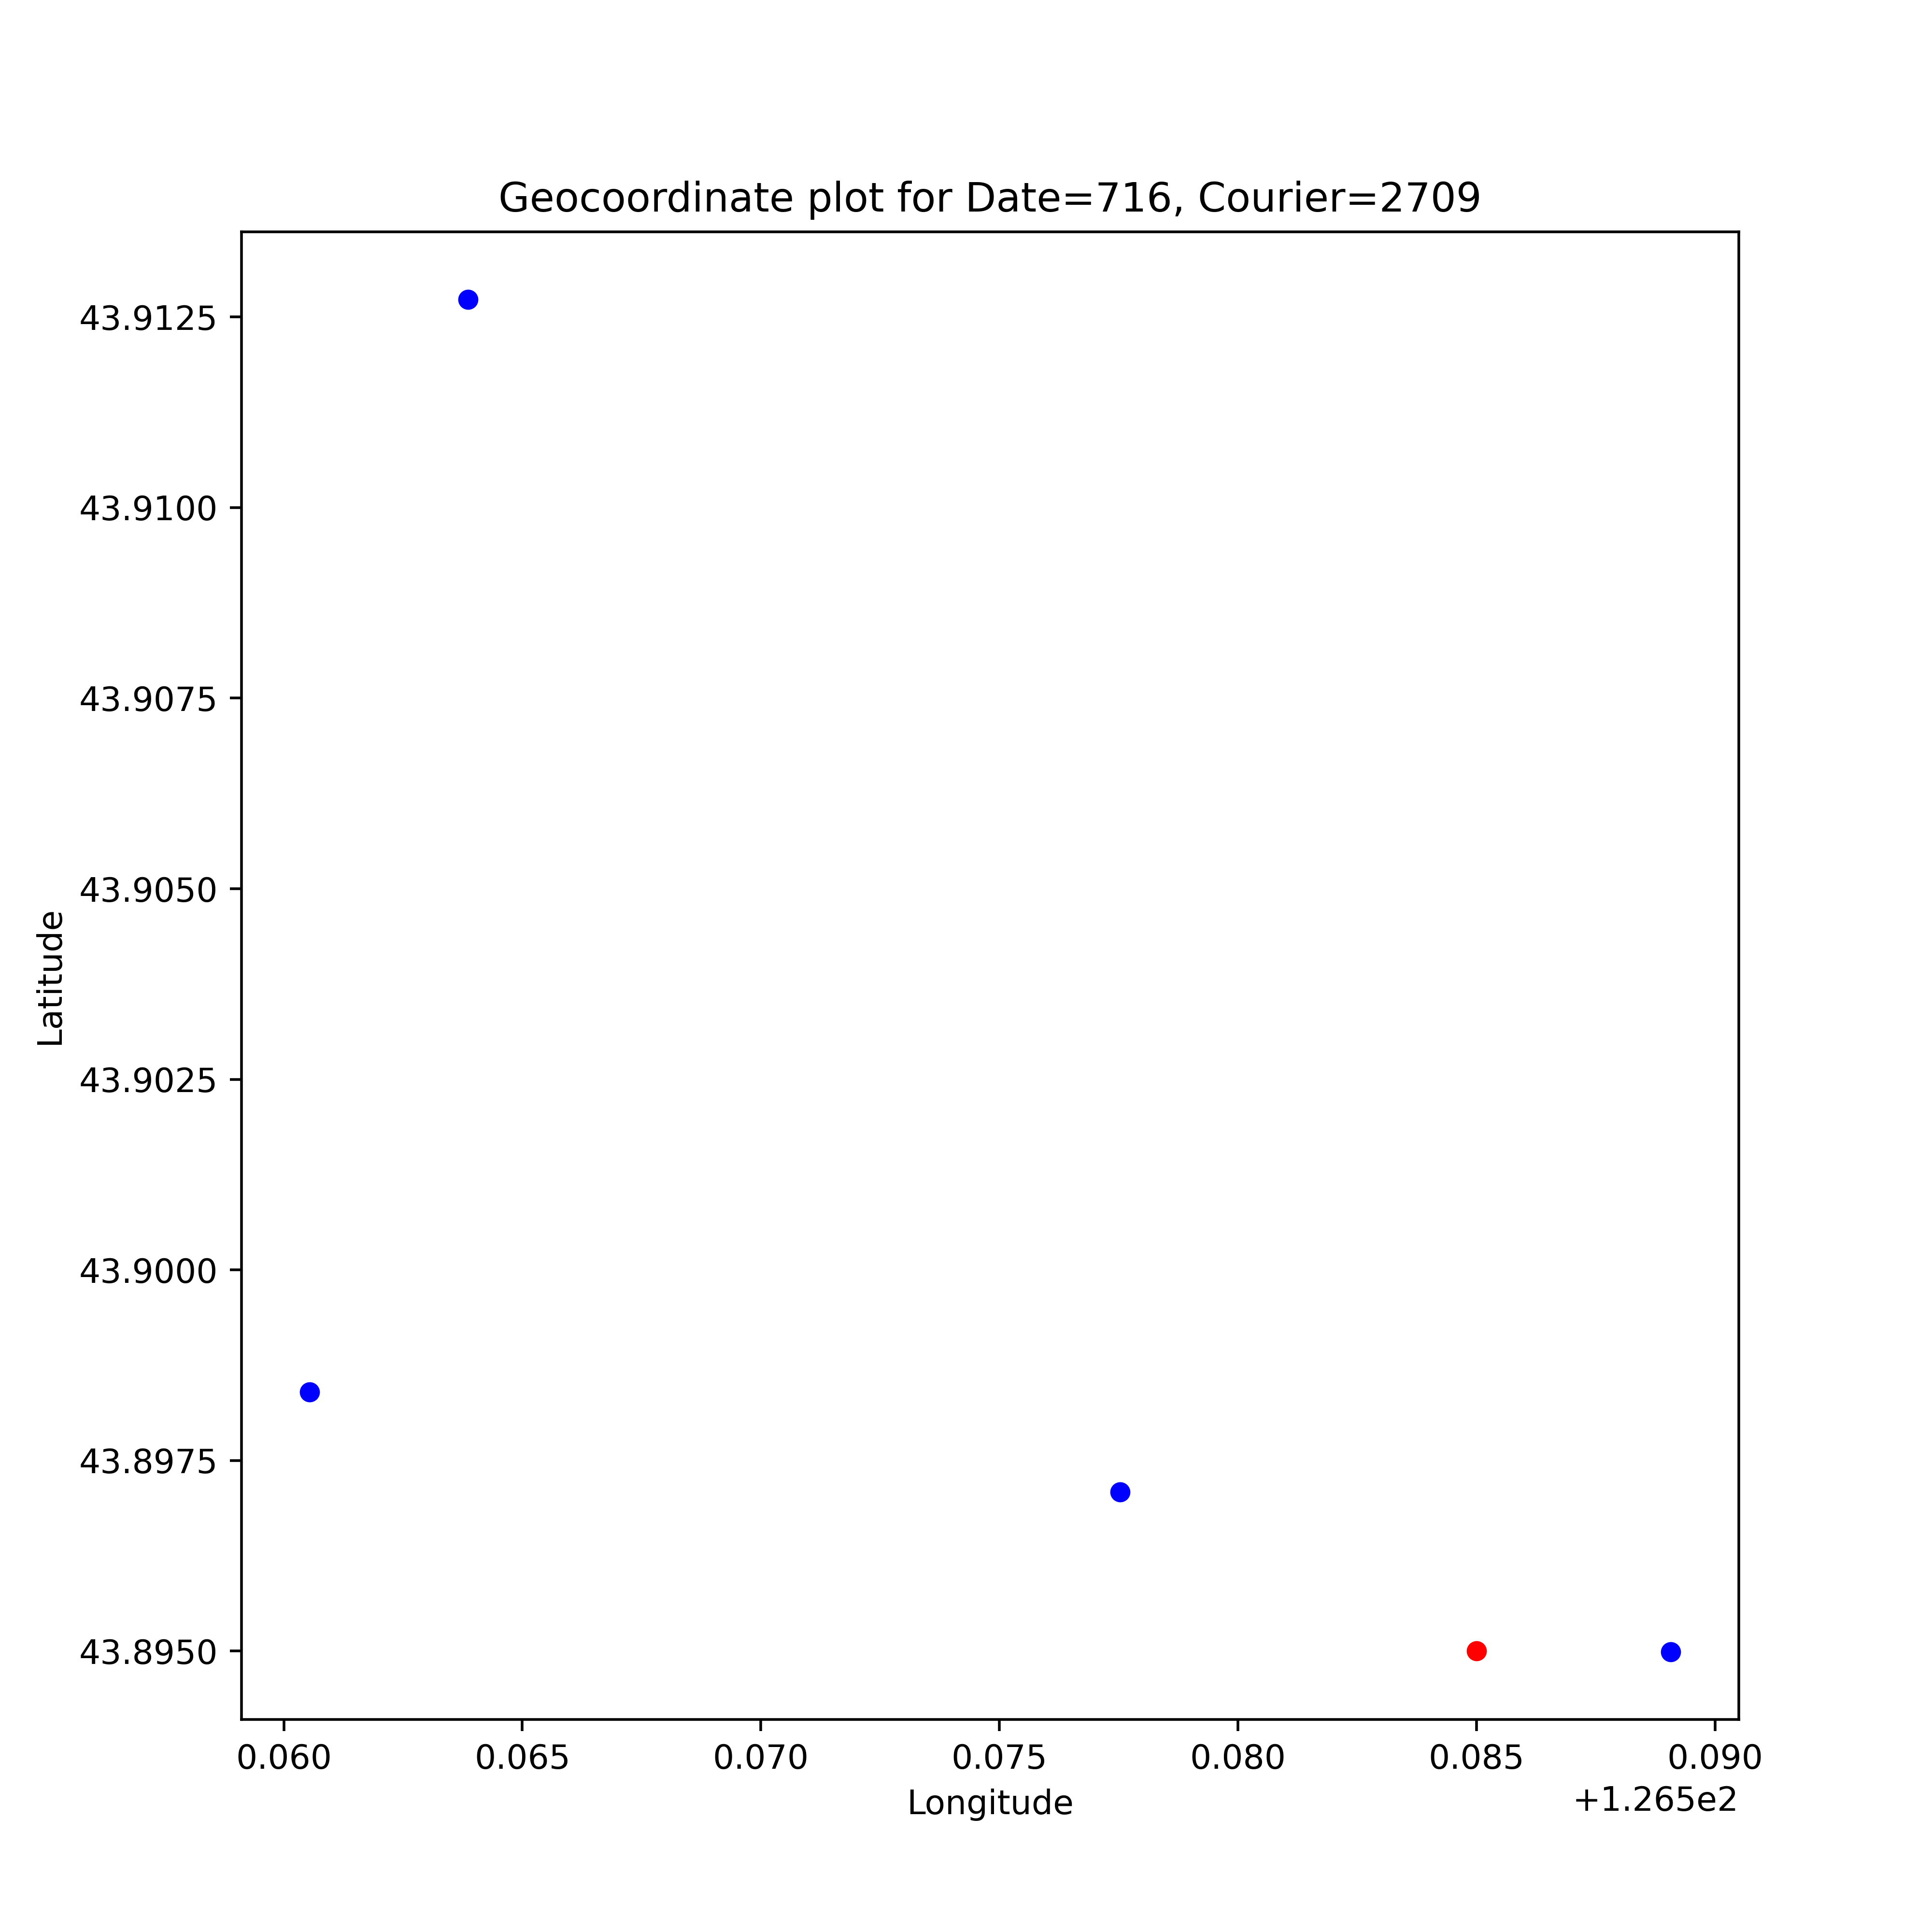 Geocoordinate plot for Date=716, Courier=2709
43.9125
43.9100
43.9075
43.9050
43.9025
43.9000
43.8975
43.8950
Latitude
0.060 0.065 0.070 0.075 0.080 0.085 0.090
Longitude
+1.265e2